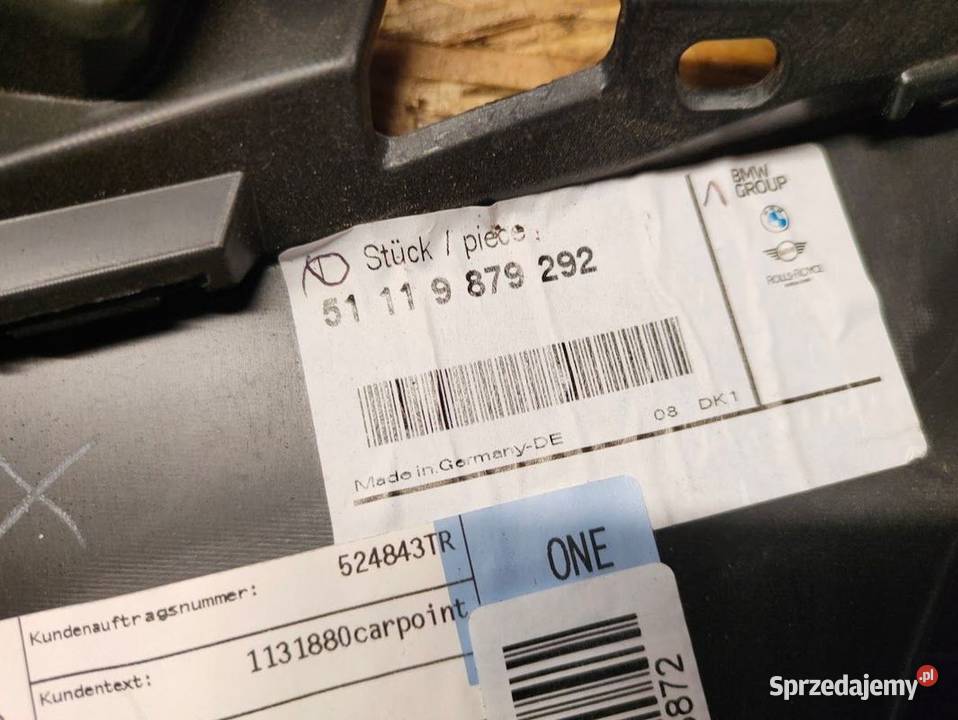 BMW
GROUP
Stück / piece:
51 11 9 879 292
ROLLS-ROYCE
08 DK1
Made in Germany-DE
Kundenauftragsnummer: 524843TR
ONE
Kundentext: 1131880carpoint
872
Sprzedajemy.pl